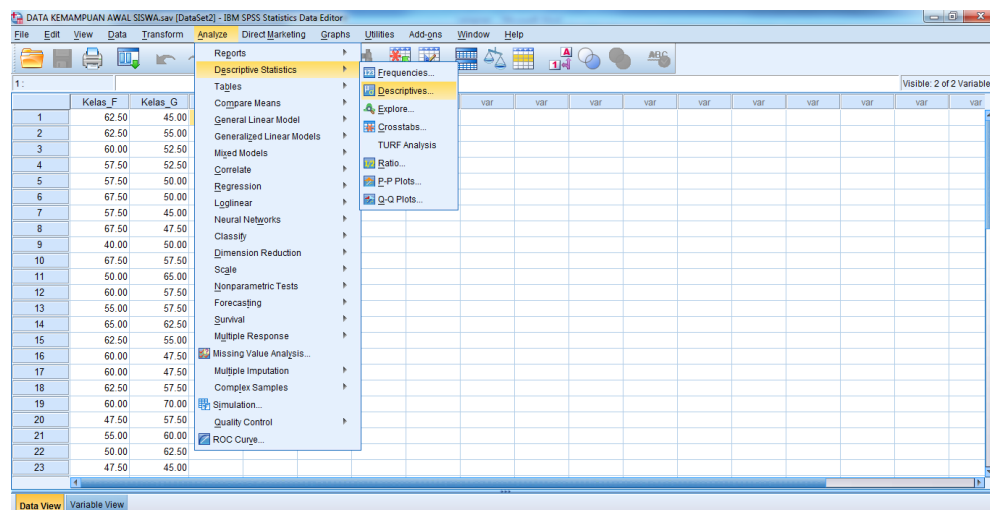 DATA KEMAMPUAN AWAL SISWA.sav [DataSet2] - IBM SPSS Statistics Data Editor
File Edit View Data Transform Analyze Direct Marketing Graphs Utilities Add-ons Window Help
1 :
Visible: 2 of 2 Variable
Kelas_F Kelas_G var var var var var var var var var var
1 62.50 45.00
2 62.50 55.00
3 60.00 52.50
4 57.50 52.50
5 57.50 50.00
6 67.50 50.00
7 57.50 45.00
8 67.50 47.50
9 40.00 50.00
10 67.50 57.50
11 50.00 65.00
12 60.00 57.50
13 55.00 57.50
14 65.00 62.50
15 62.50 55.00
16 60.00 47.50
17 60.00 47.50
18 62.50 57.50
19 60.00 70.00
20 47.50 57.50
21 55.00 60.00
22 50.00 62.50
23 47.50 45.00
Reports
Descriptive Statistics
Tables
Compare Means
General Linear Model
Generalized Linear Models
Mixed Models
Correlate
Regression
Loglinear
Neural Networks
Classify
Dimension Reduction
Scale
Nonparametric Tests
Forecasting
Survival
Multiple Response
Missing Value Analysis...
Multiple Imputation
Complex Samples
Simulation...
Quality Control
ROC Curve...
Frequencies...
Descriptives...
Explore...
Crosstabs...
TURF Analysis
Ratio...
P-P Plots...
Q-Q Plots...
Data View Variable View